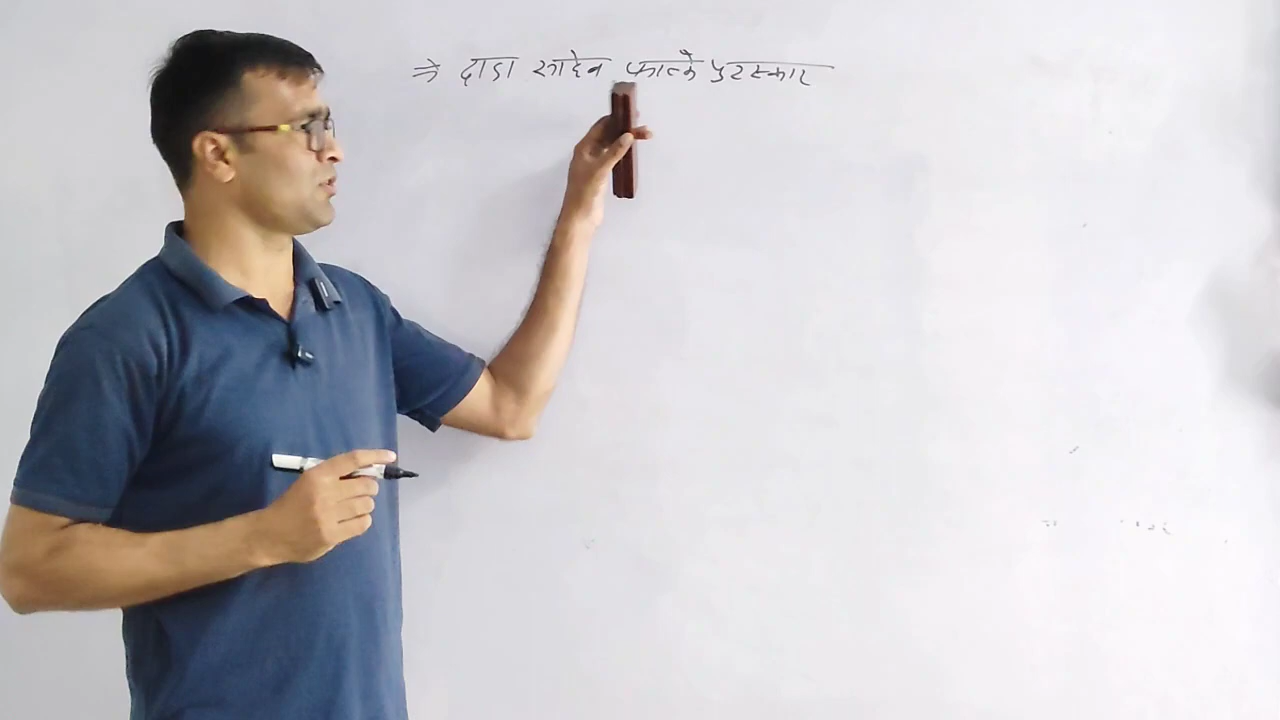 ⇒ दाडा साहेब फाल्के पुरस्कार